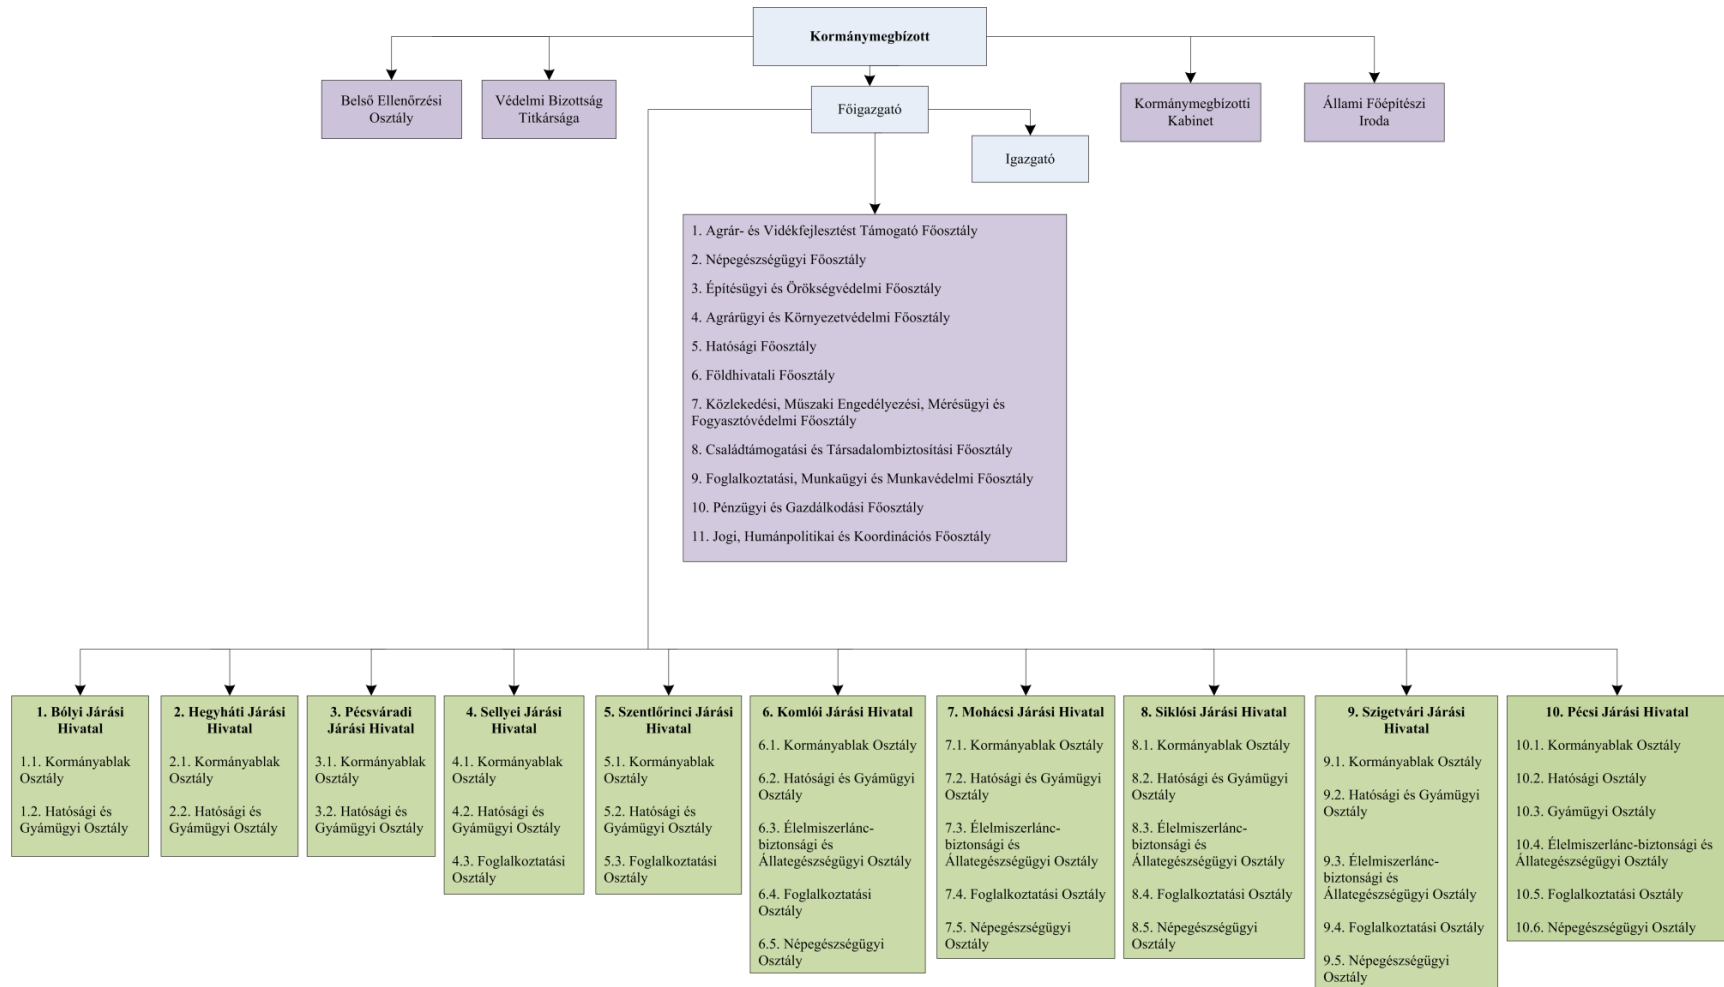 Kormánymegbízott
Belső Ellenőrzési
Osztály
Védelmi Bizottság
Titkársága
Főigazgató
Kormánymegbízotti
Kabinet
Állami Főépítészi
Iroda
Igazgató
1. Agrár- és Vidékfejlesztést Támogató Főosztály
2. Népegészségügyi Főosztály
3. Építésügyi és Örökségvédelmi Főosztály
4. Agrárügyi és Környezetvédelmi Főosztály
5. Hatósági Főosztály
6. Földhivatali Főosztály
7. Közlekedési, Műszaki Engedélyezési, Mérésügyi és
Fogyasztóvédelmi Főosztály
8. Családtámogatási és Társadalombiztosítási Főosztály
9. Foglalkoztatási, Munkaügyi és Munkavédelmi Főosztály
10. Pénzügyi és Gazdálkodási Főosztály
11. Jogi, Humánpolitikai és Koordinációs Főosztály
1. Bólyi Járási
Hivatal
1.1. Kormányablak
Osztály
1.2. Hatósági és
Gyámügyi Osztály
2. Hegyháti Járási
Hivatal
2.1. Kormányablak
Osztály
2.2. Hatósági és
Gyámügyi Osztály
3. Pécsváradi
Járási Hivatal
3.1. Kormányablak
Osztály
3.2. Hatósági és
Gyámügyi Osztály
4. Sellyei Járási
Hivatal
4.1. Kormányablak
Osztály
4.2. Hatósági és
Gyámügyi Osztály
4.3. Foglalkoztatási
Osztály
5. Szentlőrinci Járási
Hivatal
5.1. Kormányablak
Osztály
5.2. Hatósági és
Gyámügyi Osztály
5.3. Foglalkoztatási
Osztály
6. Komlói Járási Hivatal
6.1. Kormányablak Osztály
6.2. Hatósági és Gyámügyi
Osztály
6.3. Élelmiszerlánc-
biztonsági és
Állategészségügyi Osztály
6.4. Foglalkoztatási
Osztály
6.5. Népegészségügyi
Osztály
7. Mohácsi Járási Hivatal
7.1. Kormányablak Osztály
7.2. Hatósági és Gyámügyi
Osztály
7.3. Élelmiszerlánc-
biztonsági és
Állategészségügyi Osztály
7.4. Foglalkoztatási Osztály
7.5. Népegészségügyi
Osztály
8. Siklósi Járási Hivatal
8.1. Kormányablak Osztály
8.2. Hatósági és Gyámügyi
Osztály
8.3. Élelmiszerlánc-
biztonsági és
Állategészségügyi Osztály
8.4. Foglalkoztatási Osztály
8.5. Népegészségügyi
Osztály
9. Szigetvári Járási
Hivatal
9.1. Kormányablak Osztály
9.2. Hatósági és Gyámügyi
Osztály
9.3. Élelmiszerlánc-
biztonsági és
Állategészségügyi Osztály
9.4. Foglalkoztatási Osztály
9.5. Népegészségügyi
Osztály
10. Pécsi Járási Hivatal
10.1. Kormányablak Osztály
10.2. Hatósági Osztály
10.3. Gyámügyi Osztály
10.4. Élelmiszerlánc-biztonsági és
Állategészségügyi Osztály
10.5. Foglalkoztatási Osztály
10.6. Népegészségügyi Osztály